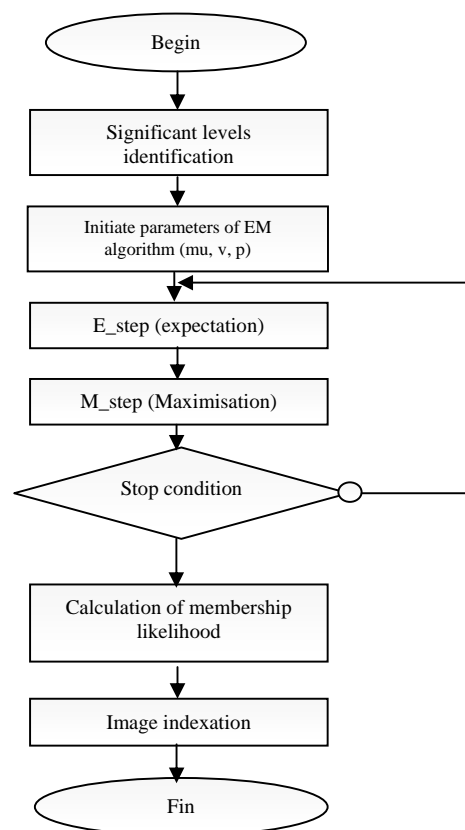 Begin
Significant levels
identification
Initiate parameters of EM
algorithm (mu, v, p)
E_step (expectation)
M_step (Maximisation)
Stop condition
Calculation of membership
likelihood
Image indexation
Fin